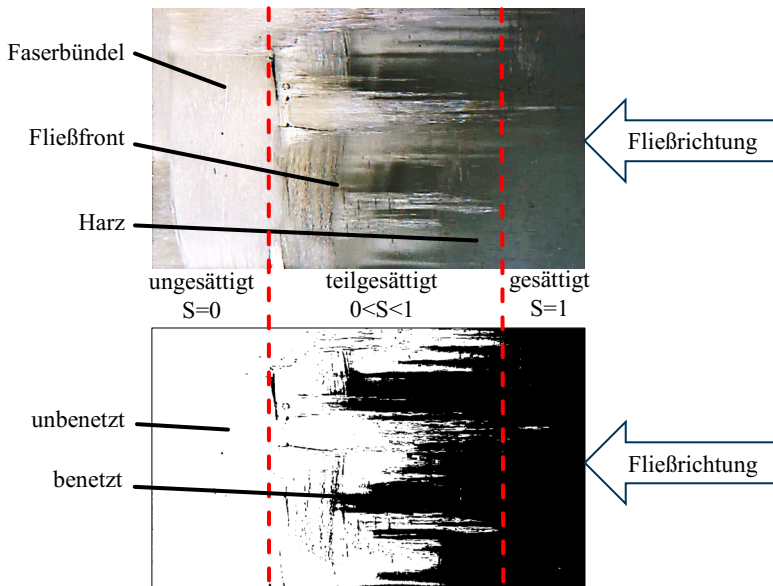 Faserbündel
Fließfront
Fließrichtung
Harz
ungesättigt
S=0
teilgesättigt
0<S<1
gesättigt
S=1
unbenetzt
Fließrichtung
benetzt